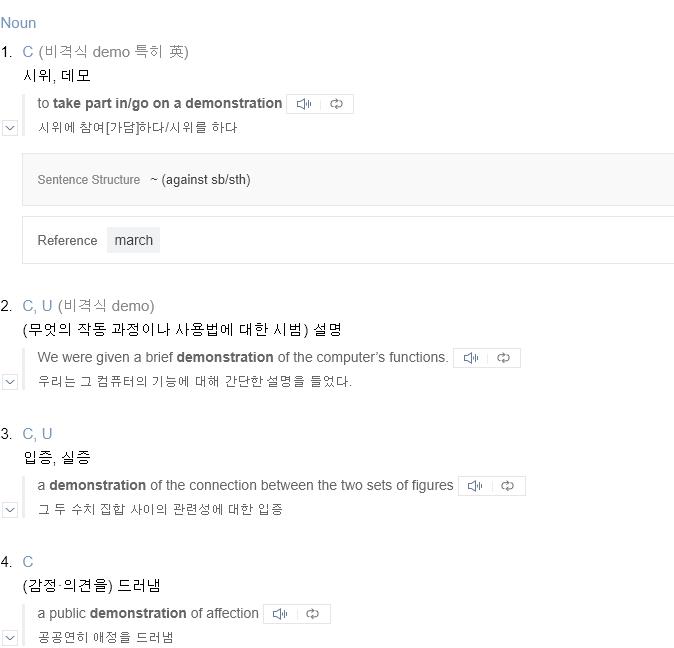 Noun
1. C (비격식 demo 특히 英)
시위, 데모
to take part in/go on a demonstration
시위에 참여[가담]하다/시위를 하다
Sentence Structure ~ (against sb/sth)
Reference march
2. C, U (비격식 demo)
(무엇의 작동 과정이나 사용법에 대한 시범) 설명
We were given a brief demonstration of the computer’s functions.
우리는 그 컴퓨터의 기능에 대해 간단한 설명을 들었다.
3. C, U
입증, 실증
a demonstration of the connection between the two sets of figures
그 두 수치 집합 사이의 관련성에 대한 입증
4. C
(감정·의견을) 드러냄
a public demonstration of affection
공공연히 애정을 드러냄